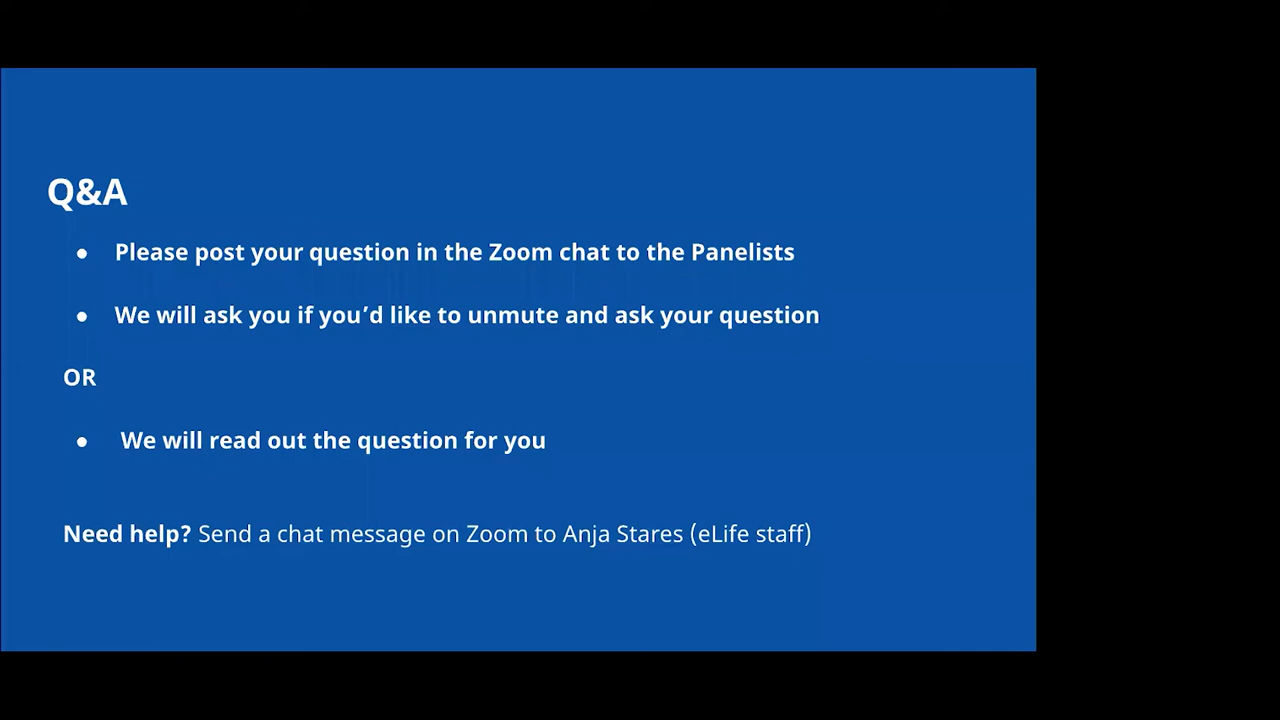 Q&A
● Please post your question in the Zoom chat to the Panelists
● We will ask you if you’d like to unmute and ask your question
OR
● We will read out the question for you
Need help? Send a chat message on Zoom to Anja Stares (eLife staff)